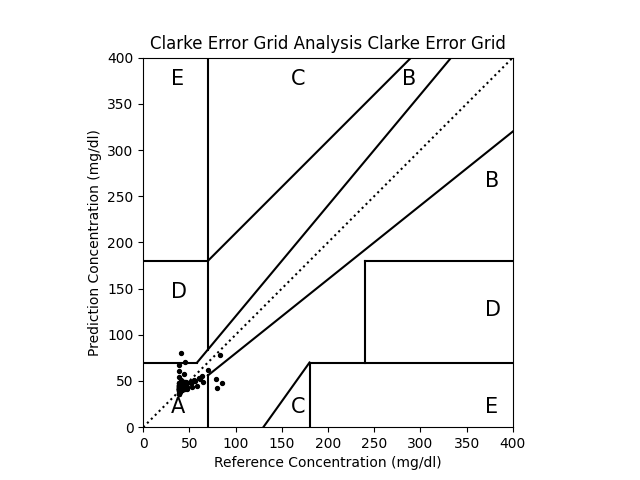 Clarke Error Grid Analysis Clarke Error Grid
400
350
300
250
200
150
100
50
0
Prediction Concentration (mg/dl)
E
C
B
B
D
D
A
C
E
0
50
100
150
200
250
300
350
400
Reference Concentration (mg/dl)